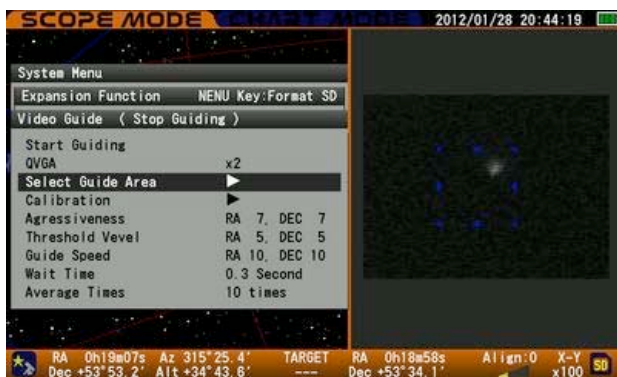 SCOPE MODE CHART MODE 2012/01/28 20:44:19
System Menu
Expansion Function NENU Key:Format SD
Video Guide ( Stop Guiding )
Start Guiding
QVGA x2
Select Guide Area
Calibration
Agressiveness RA 7, DEC 7
Threshold Vevel RA 5, DEC 5
Guide Speed RA 10, DEC 10
Wait Time 0.3 Second
Average Times 10 times
RA 0h19m07s Az 315°25.4' TARGET RA 0h18m58s Align:0 X-Y
Dec +53°53.2' Alt +34°43.6' --- Dec +53°34.1' x100 SD